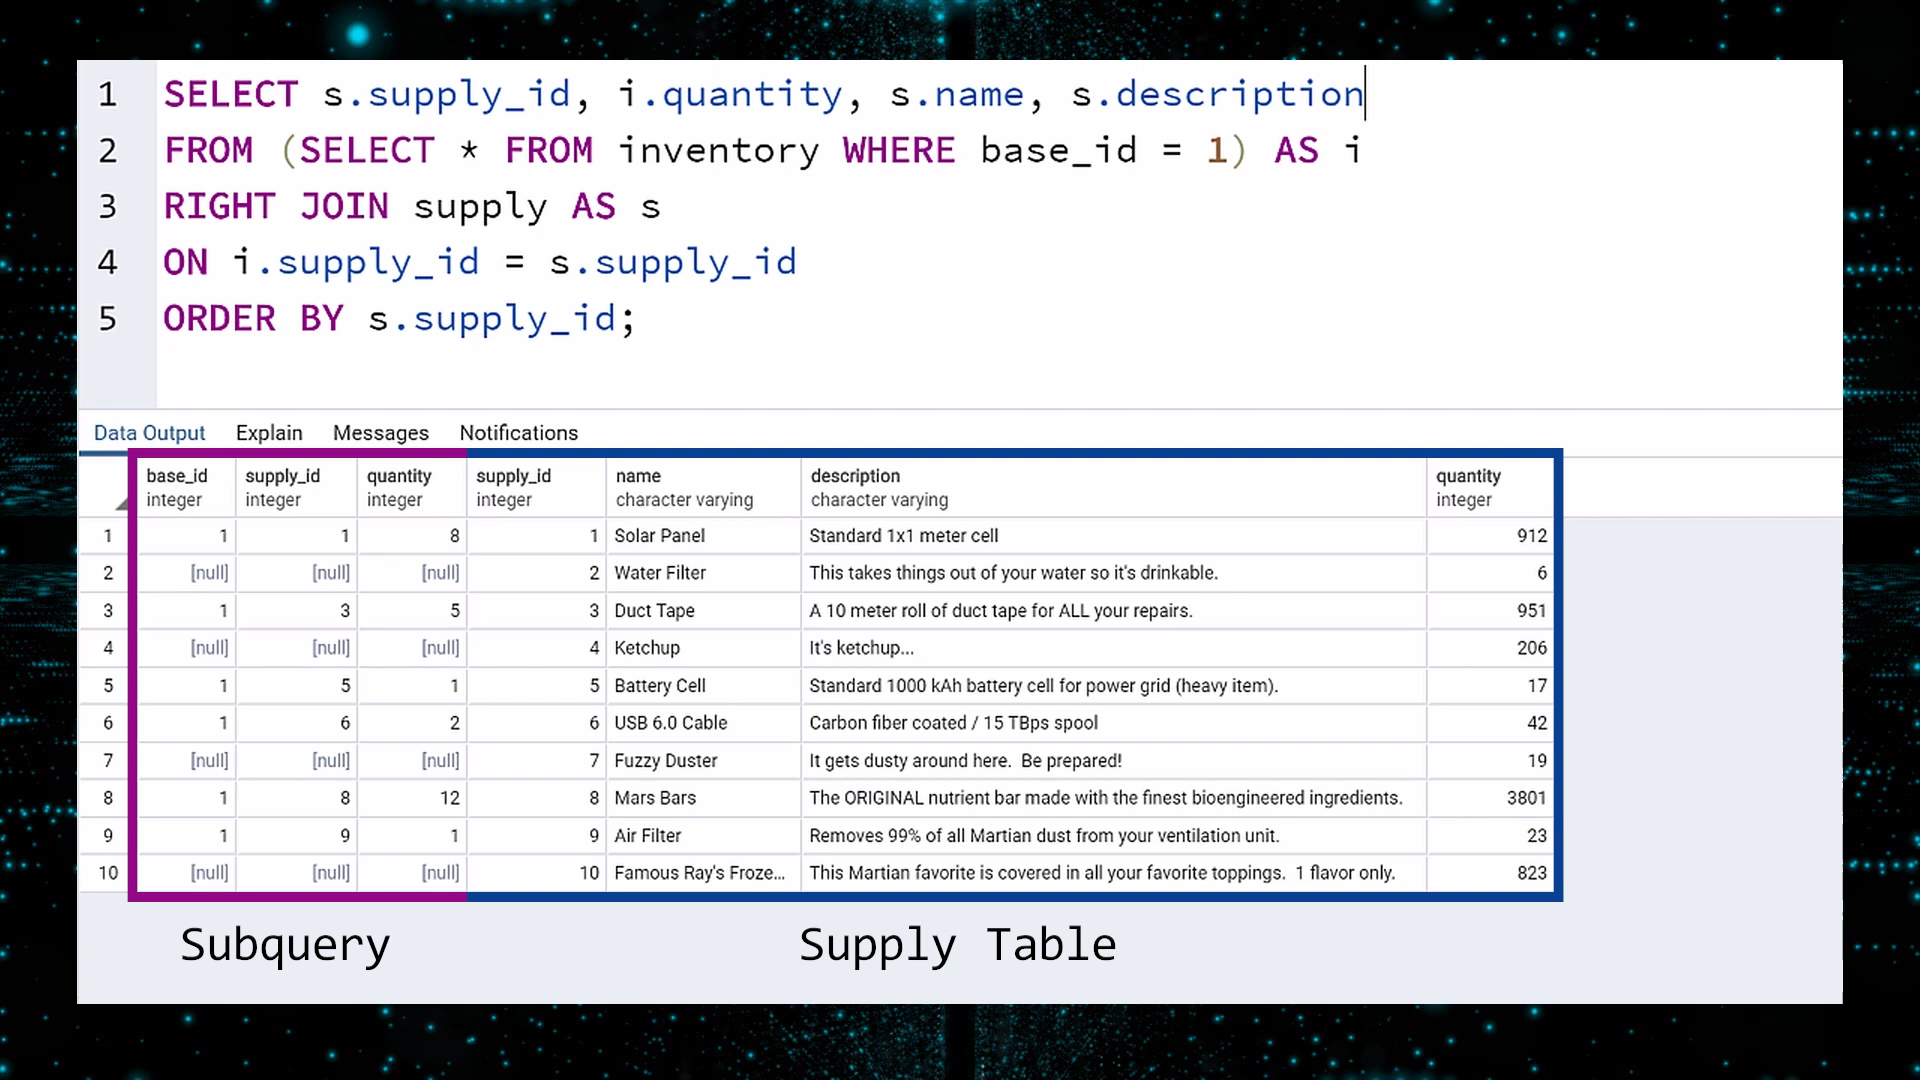 1 SELECT s.supply_id, i.quantity, s.name, s.description
2 FROM (SELECT * FROM inventory WHERE base_id = 1) AS i
3 RIGHT JOIN supply AS s
4 ON i.supply_id = s.supply_id
5 ORDER BY s.supply_id;
Data Output Explain Messages Notifications
base_id supply_id quantity supply_id name description quantity
integer integer integer integer character varying character varying integer
1 1 1 8 1 Solar Panel Standard 1x1 meter cell 912
2 [null] [null] [null] 2 Water Filter This takes things out of your water so it's drinkable. 6
3 1 3 5 3 Duct Tape A 10 meter roll of duct tape for ALL your repairs. 951
4 [null] [null] [null] 4 Ketchup It's ketchup... 206
5 1 5 1 5 Battery Cell Standard 1000 kAh battery cell for power grid (heavy item). 17
6 1 6 2 6 USB 6.0 Cable Carbon fiber coated / 15 TBps spool 42
7 [null] [null] [null] 7 Fuzzy Duster It gets dusty around here. Be prepared! 19
8 1 8 12 8 Mars Bars The ORIGINAL nutrient bar made with the finest bioengineered ingredients. 3801
9 1 9 1 9 Air Filter Removes 99% of all Martian dust from your ventilation unit. 23
10 [null] [null] [null] 10 Famous Ray's Froze... This Martian favorite is covered in all your favorite toppings. 1 flavor only. 823
Subquery Supply Table